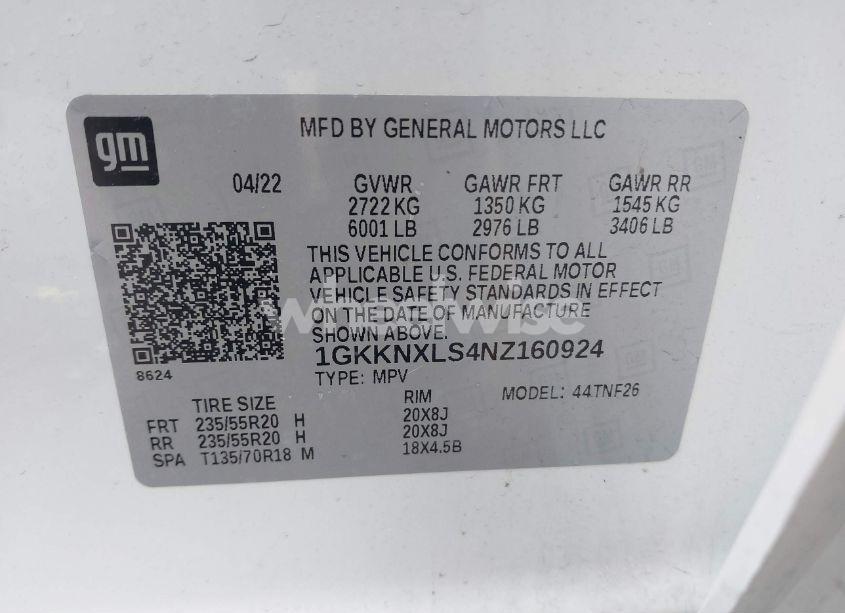 gm
MFD BY GENERAL MOTORS LLC
04/22 GVWR GAWR FRT GAWR RR
2722 KG 1350 KG 1545 KG
6001 LB 2976 LB 3406 LB
THIS VEHICLE CONFORMS TO ALL
APPLICABLE U.S. FEDERAL MOTOR
VEHICLE SAFETY STANDARDS IN EFFECT
ON THE DATE OF MANUFACTURE
SHOWN ABOVE.
wheelwise
1GKKNXLS4NZ160924
8624
TYPE: MPV
MODEL: 44TNF26
TIRE SIZE RIM
FRT 235/55R20 H 20X8J
RR 235/55R20 H 20X8J
SPA T135/70R18 M 18X4.5B